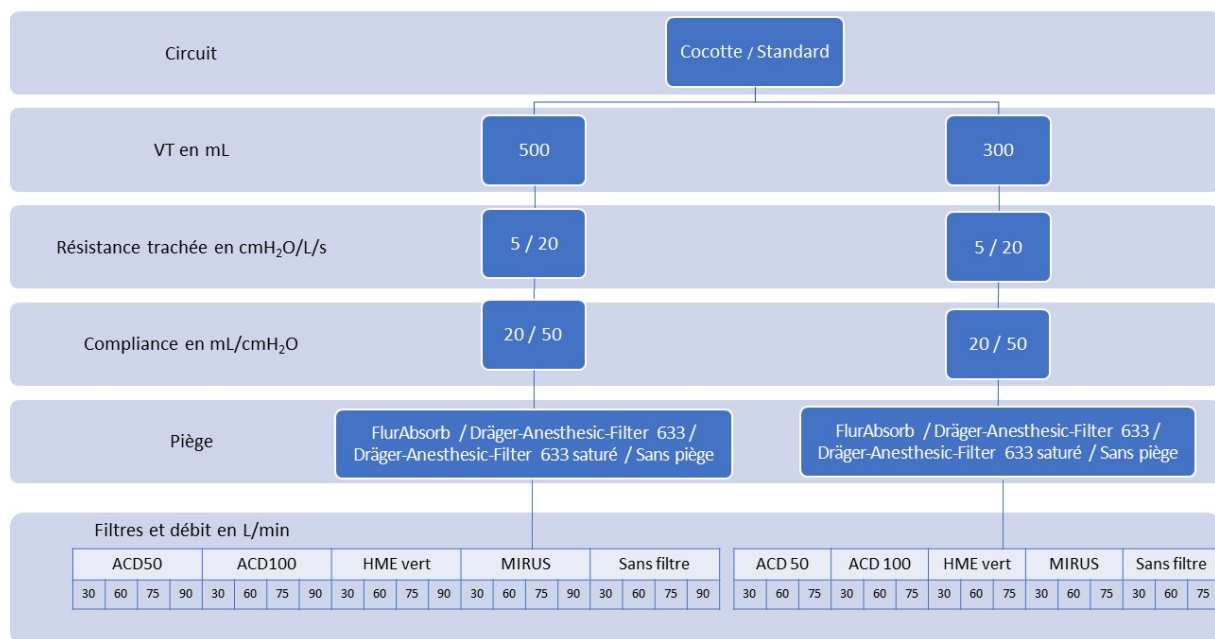 Circuit
Cocotte / Standard
VT en mL
500
300
Résistance trachée en cmH₂O/L/s
5 / 20
5 / 20
Compliance en mL/cmH₂O
20 / 50
20 / 50
Piège
FlurAbsorb / Dräger-Anesthesic-Filter 633 /
Dräger-Anesthesic-Filter 633 saturé / Sans piège
FlurAbsorb / Dräger-Anesthesic-Filter 633 /
Dräger-Anesthesic-Filter 633 saturé / Sans piège
Filtres et débit en L/min
ACD50 ACD100 HME vert MIRUS Sans filtre
30 60 75 90 30 60 75 90 30 60 75 90 30 60 75 90 30 60 75 90
ACD 50 ACD 100 HME vert MIRUS Sans filtre
30 60 75 30 60 75 30 60 75 30 60 75 30 60 75